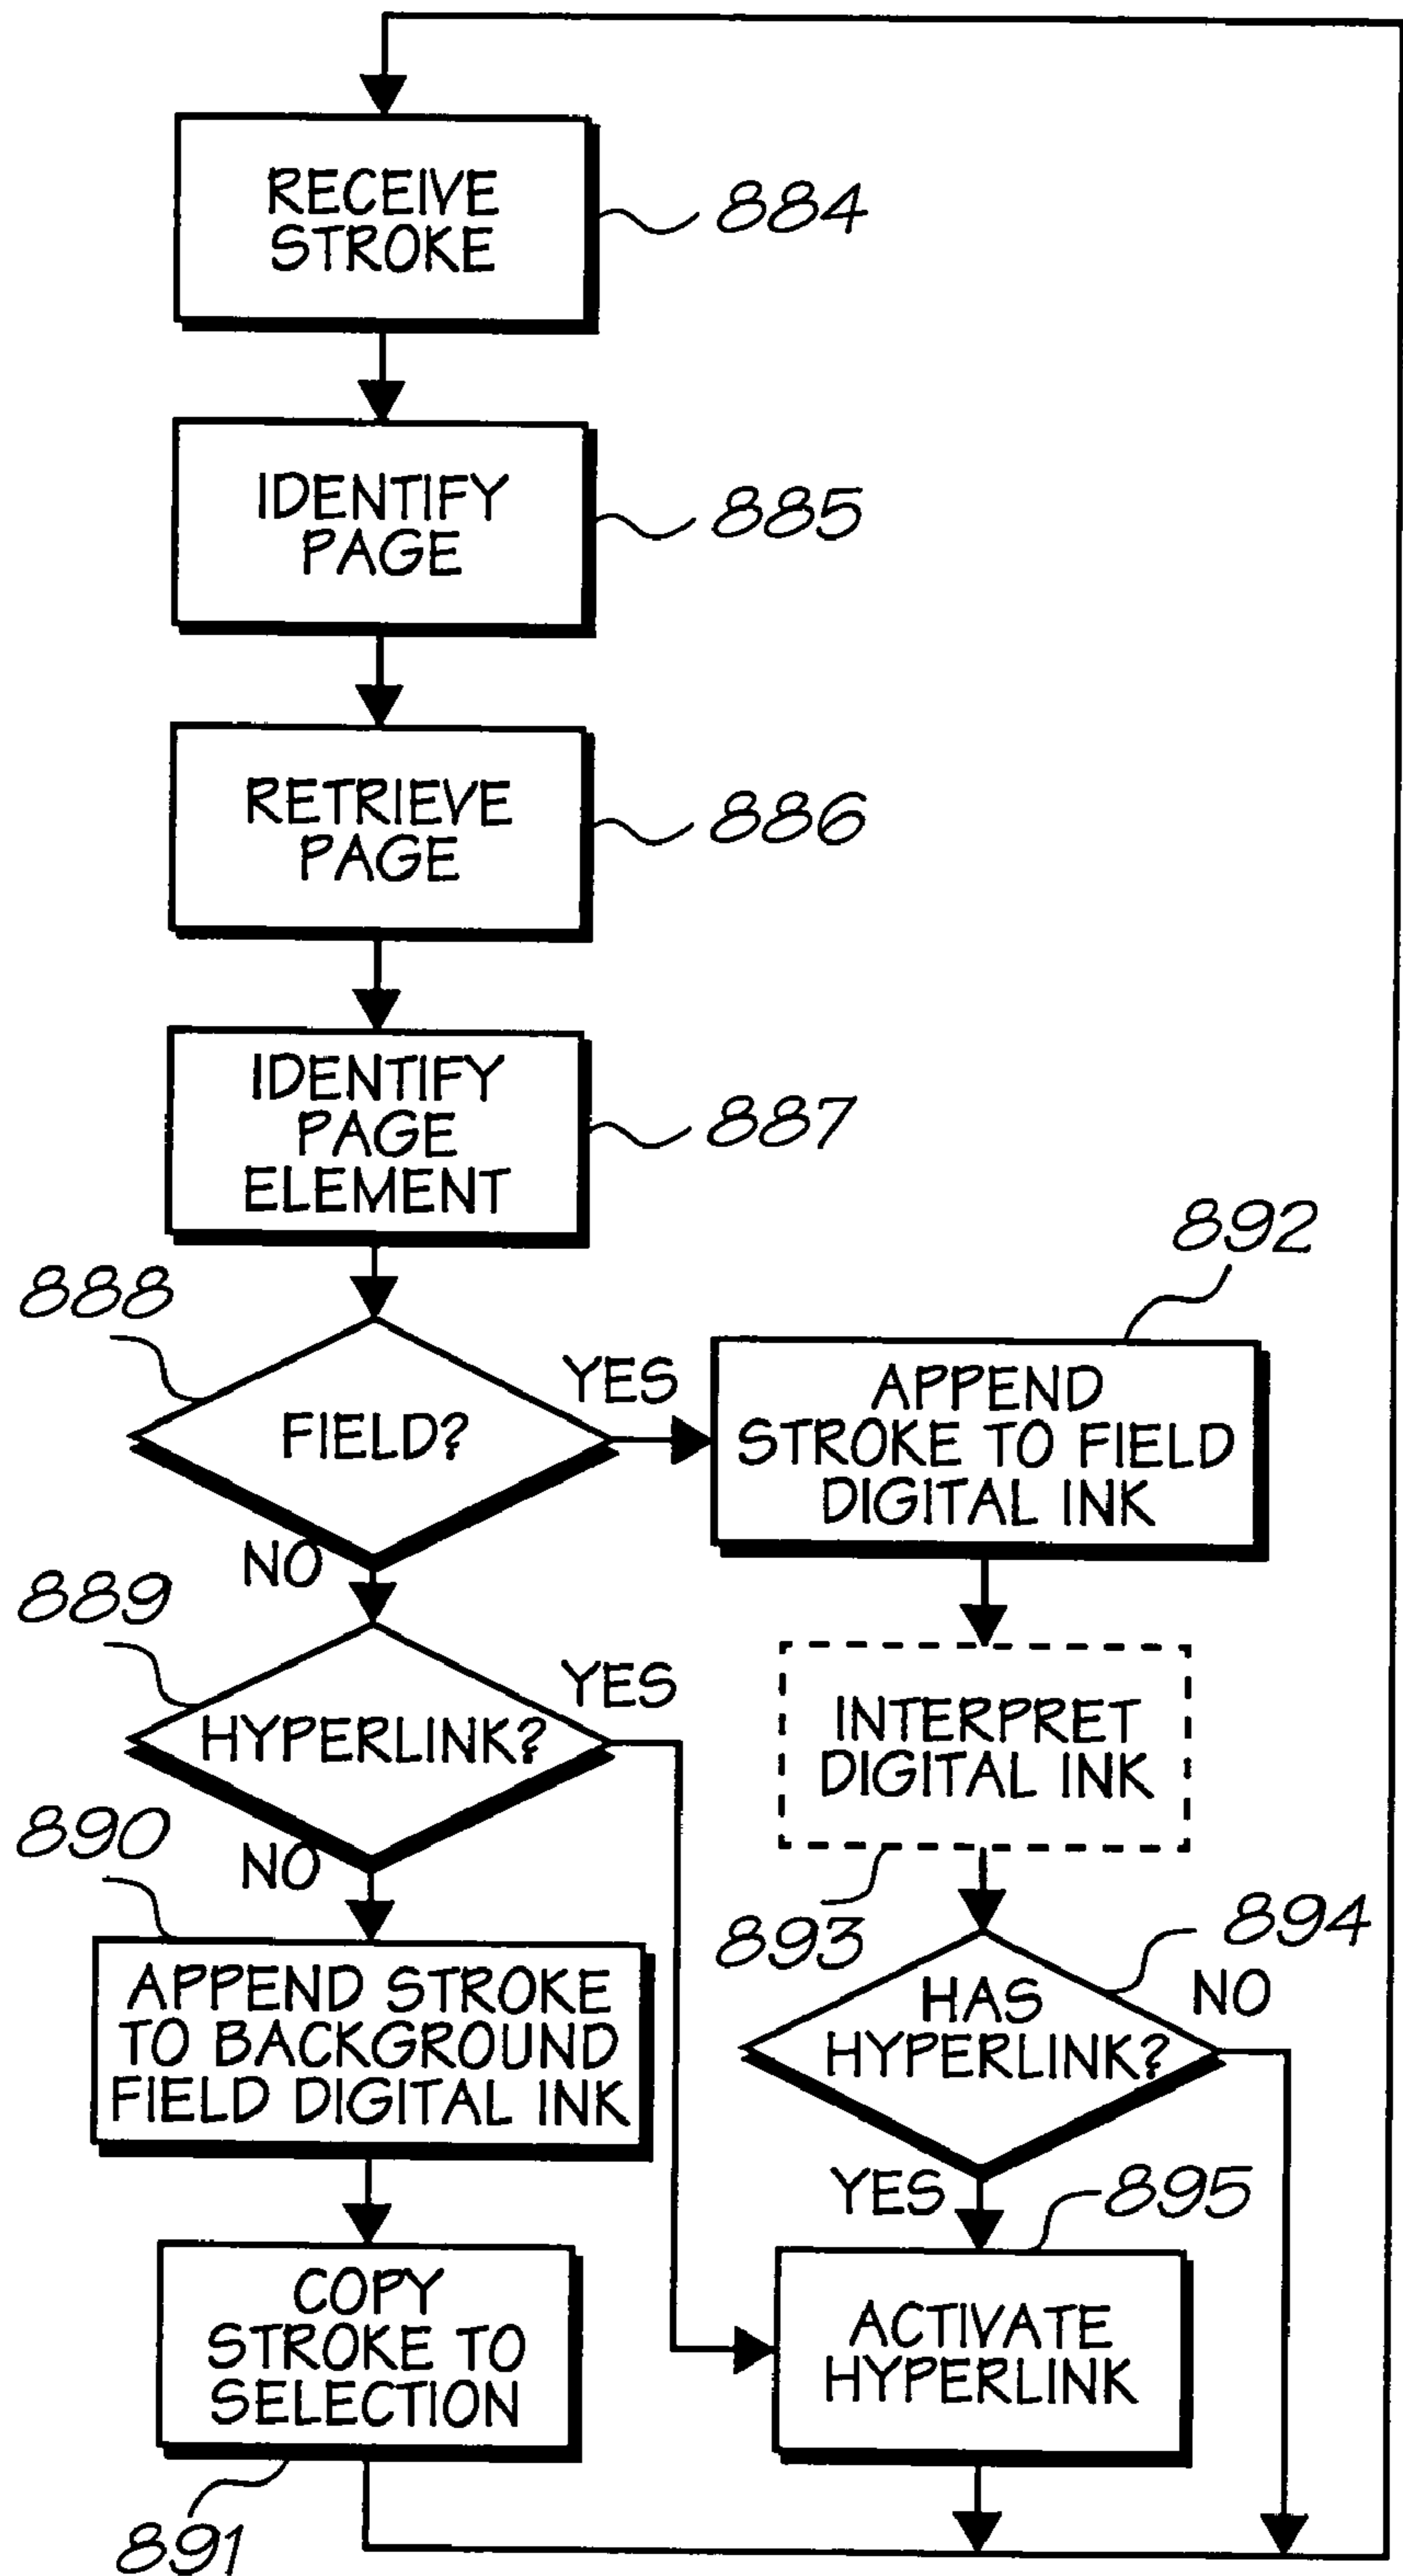 RECEIVE
STROKE
884
IDENTIFY
PAGE
885
RETRIEVE
PAGE
886
IDENTIFY
PAGE
ELEMENT
887
888
FIELD?
YES
NO
892
APPEND
STROKE TO FIELD
DIGITAL INK
889
HYPERLINK?
YES
NO
INTERPRET
DIGITAL INK
893
890
APPEND STROKE
TO BACKGROUND
FIELD DIGITAL INK
894
HAS
HYPERLINK?
NO
YES
895
COPY
STROKE TO
SELECTION
891
ACTIVATE
HYPERLINK